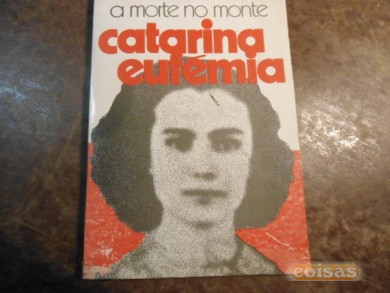 a morte no monte
catarina
eufémia
coisas